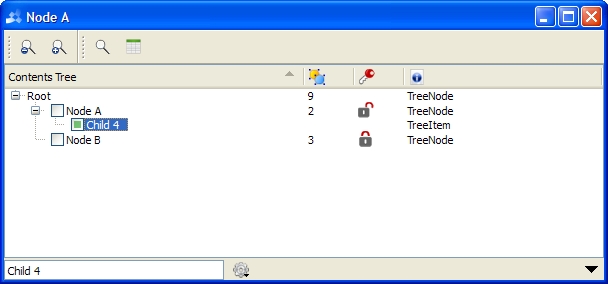 Node A
Contents Tree
Root 9 TreeNode
Node A 2 TreeNode
Child 4 TreeItem
Node B 3 TreeNode
Child 4